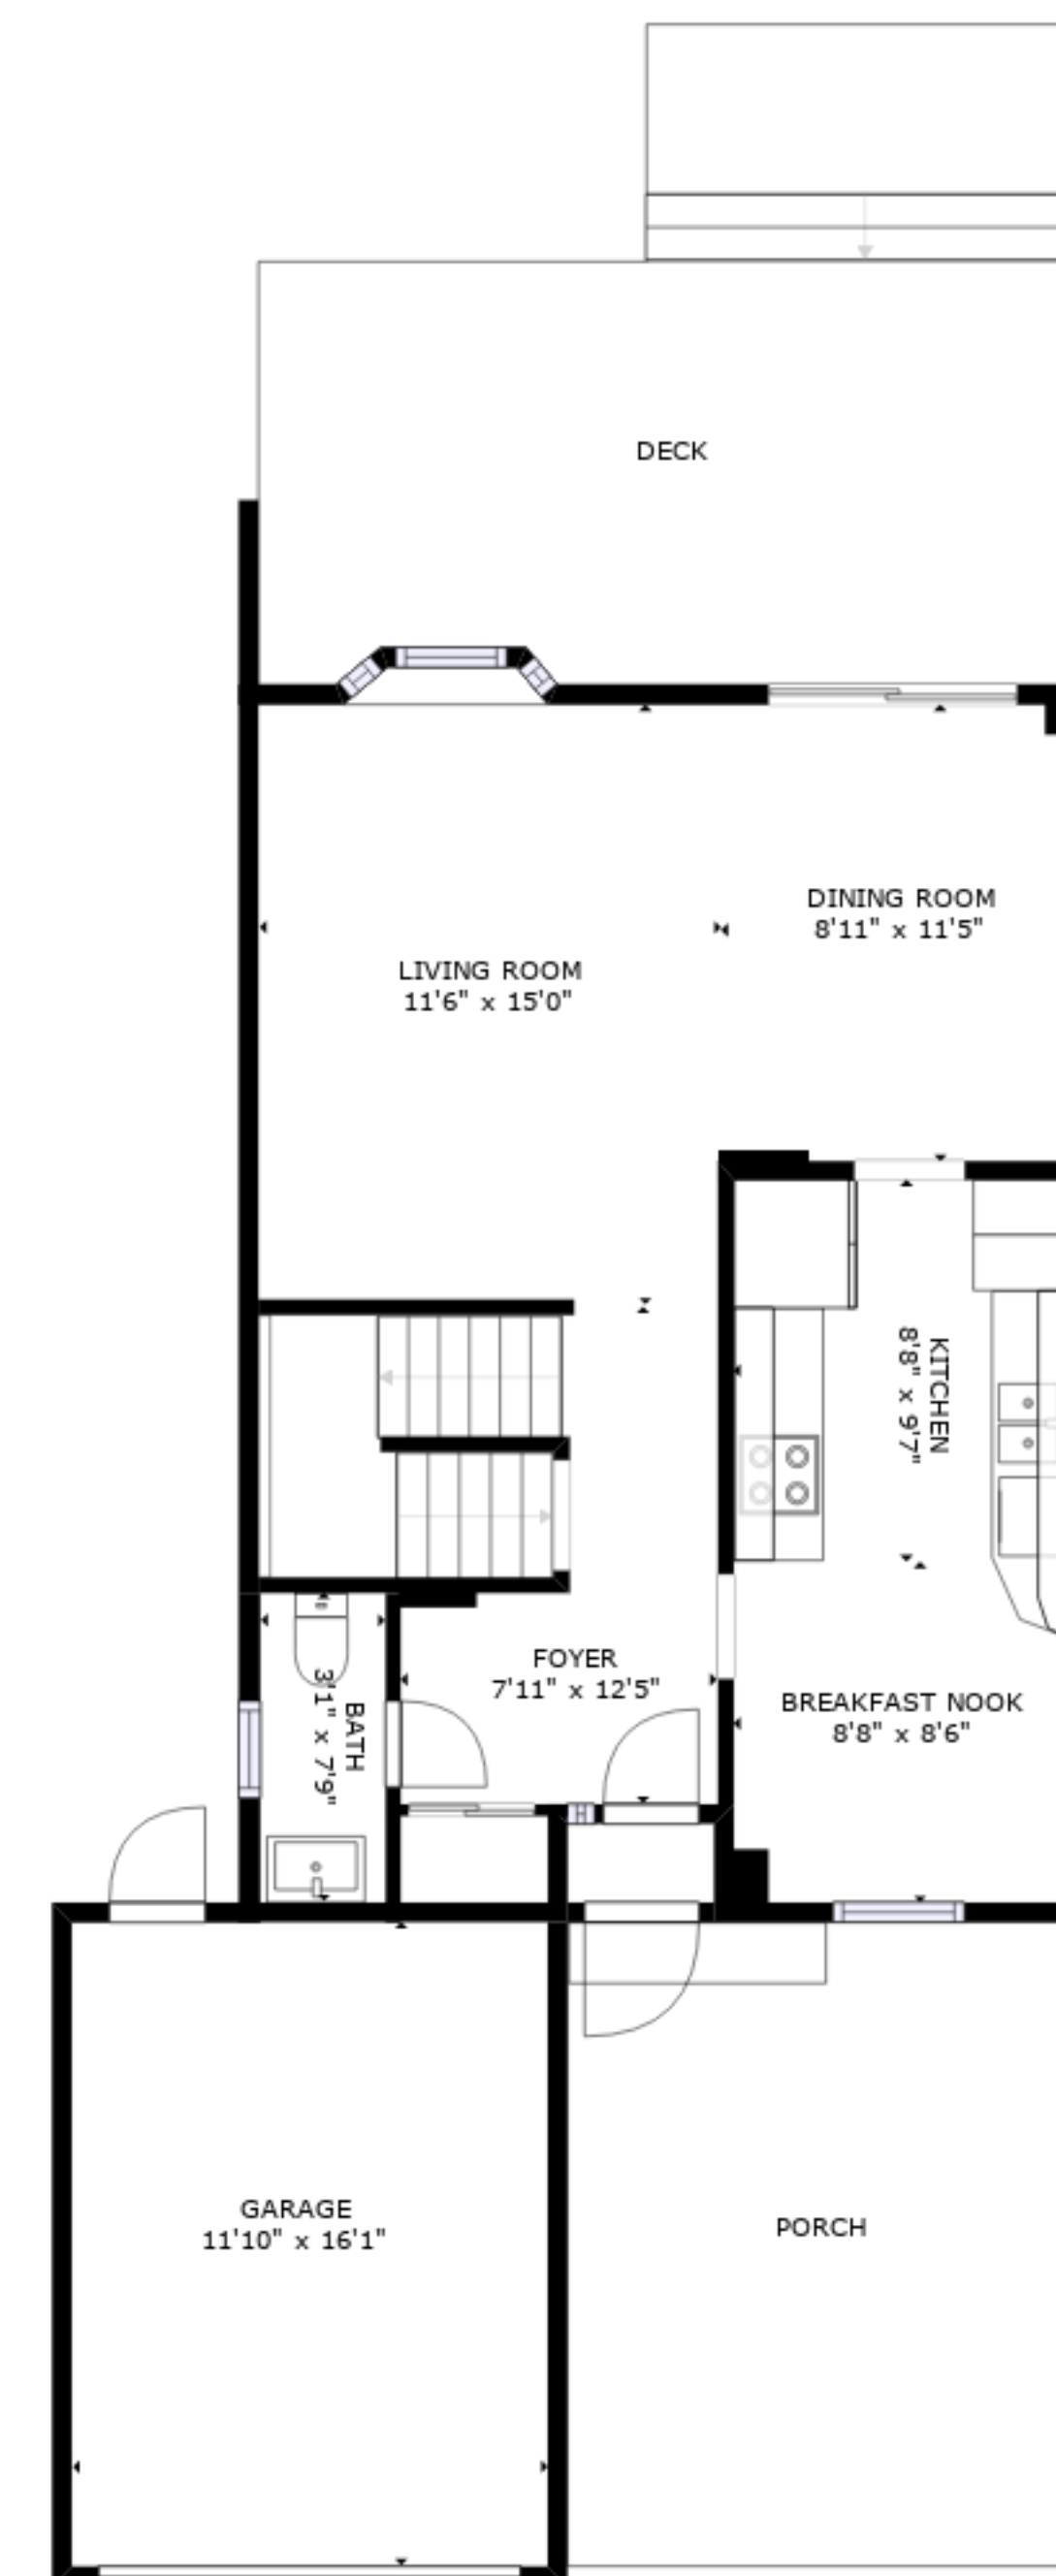 DECK
DINING ROOM
8'11" x 11'5"
LIVING ROOM
11'6" x 15'0"
KITCHEN
8'8" x 9'7"
FOYER
7'11" x 12'5"
BREAKFAST NOOK
8'8" x 8'6"
BATH
3'1" x 7'9"
GARAGE
11'10" x 16'1"
PORCH